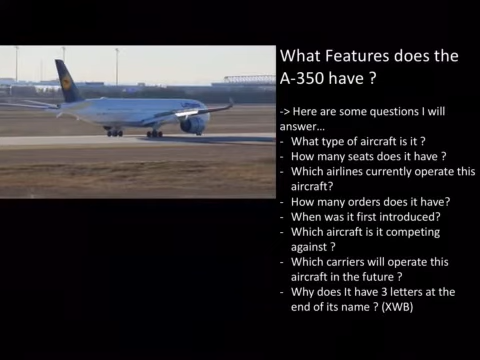 What Features does the
A-350 have ?
-> Here are some questions I will
answer...
- What type of aircraft is it ?
- How many seats does it have ?
- Which airlines currently operate this
aircraft?
- How many orders does it have?
- When was it first introduced?
- Which aircraft is it competing
against ?
- Which carriers will operate this
aircraft in the future ?
- Why does It have 3 letters at the
end of its name ? (XWB)
Lufthansa